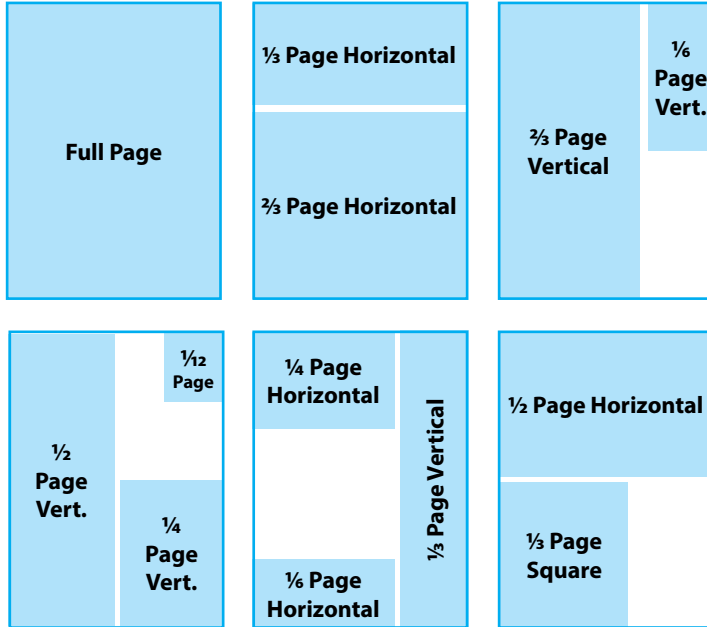 Full Page
⅓ Page Horizontal
⅔ Page Horizontal
⅔ Page
Vertical
⅙
Page
Vert.
½
Page
Vert.
1/12
Page
¼
Page
Vert.
¼ Page
Horizontal
⅙ Page
Horizontal
⅓ Page Vertical
½ Page Horizontal
⅓ Page
Square